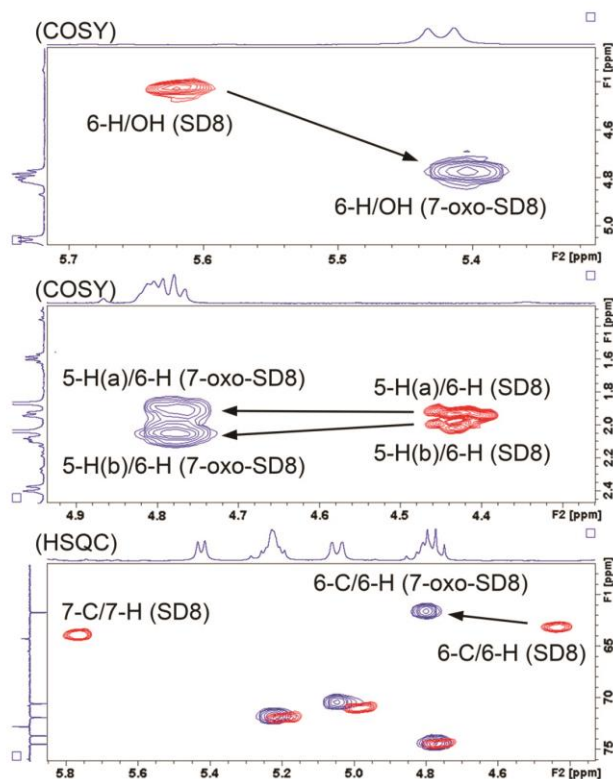 (COSY)
6-H/OH (SD8)
6-H/OH (7-oxo-SD8)
F1 [ppm]
4.6
4.8
5.0
5.7
5.6
5.5
5.4
F2 [ppm]
(COSY)
5-H(a)/6-H (7-oxo-SD8)
5-H(a)/6-H (SD8)
5-H(b)/6-H (7-oxo-SD8)
5-H(b)/6-H (SD8)
F1 [ppm]
1.6
1.8
2.0
2.2
2.4
4.9
4.8
4.7
4.6
4.5
4.4
F2 [ppm]
(HSQC)
6-C/6-H (7-oxo-SD8)
7-C/7-H (SD8)
6-C/6-H (SD8)
F1 [ppm]
65
70
75
5.8
5.6
5.4
5.2
5.0
4.8
4.6
F2 [ppm]